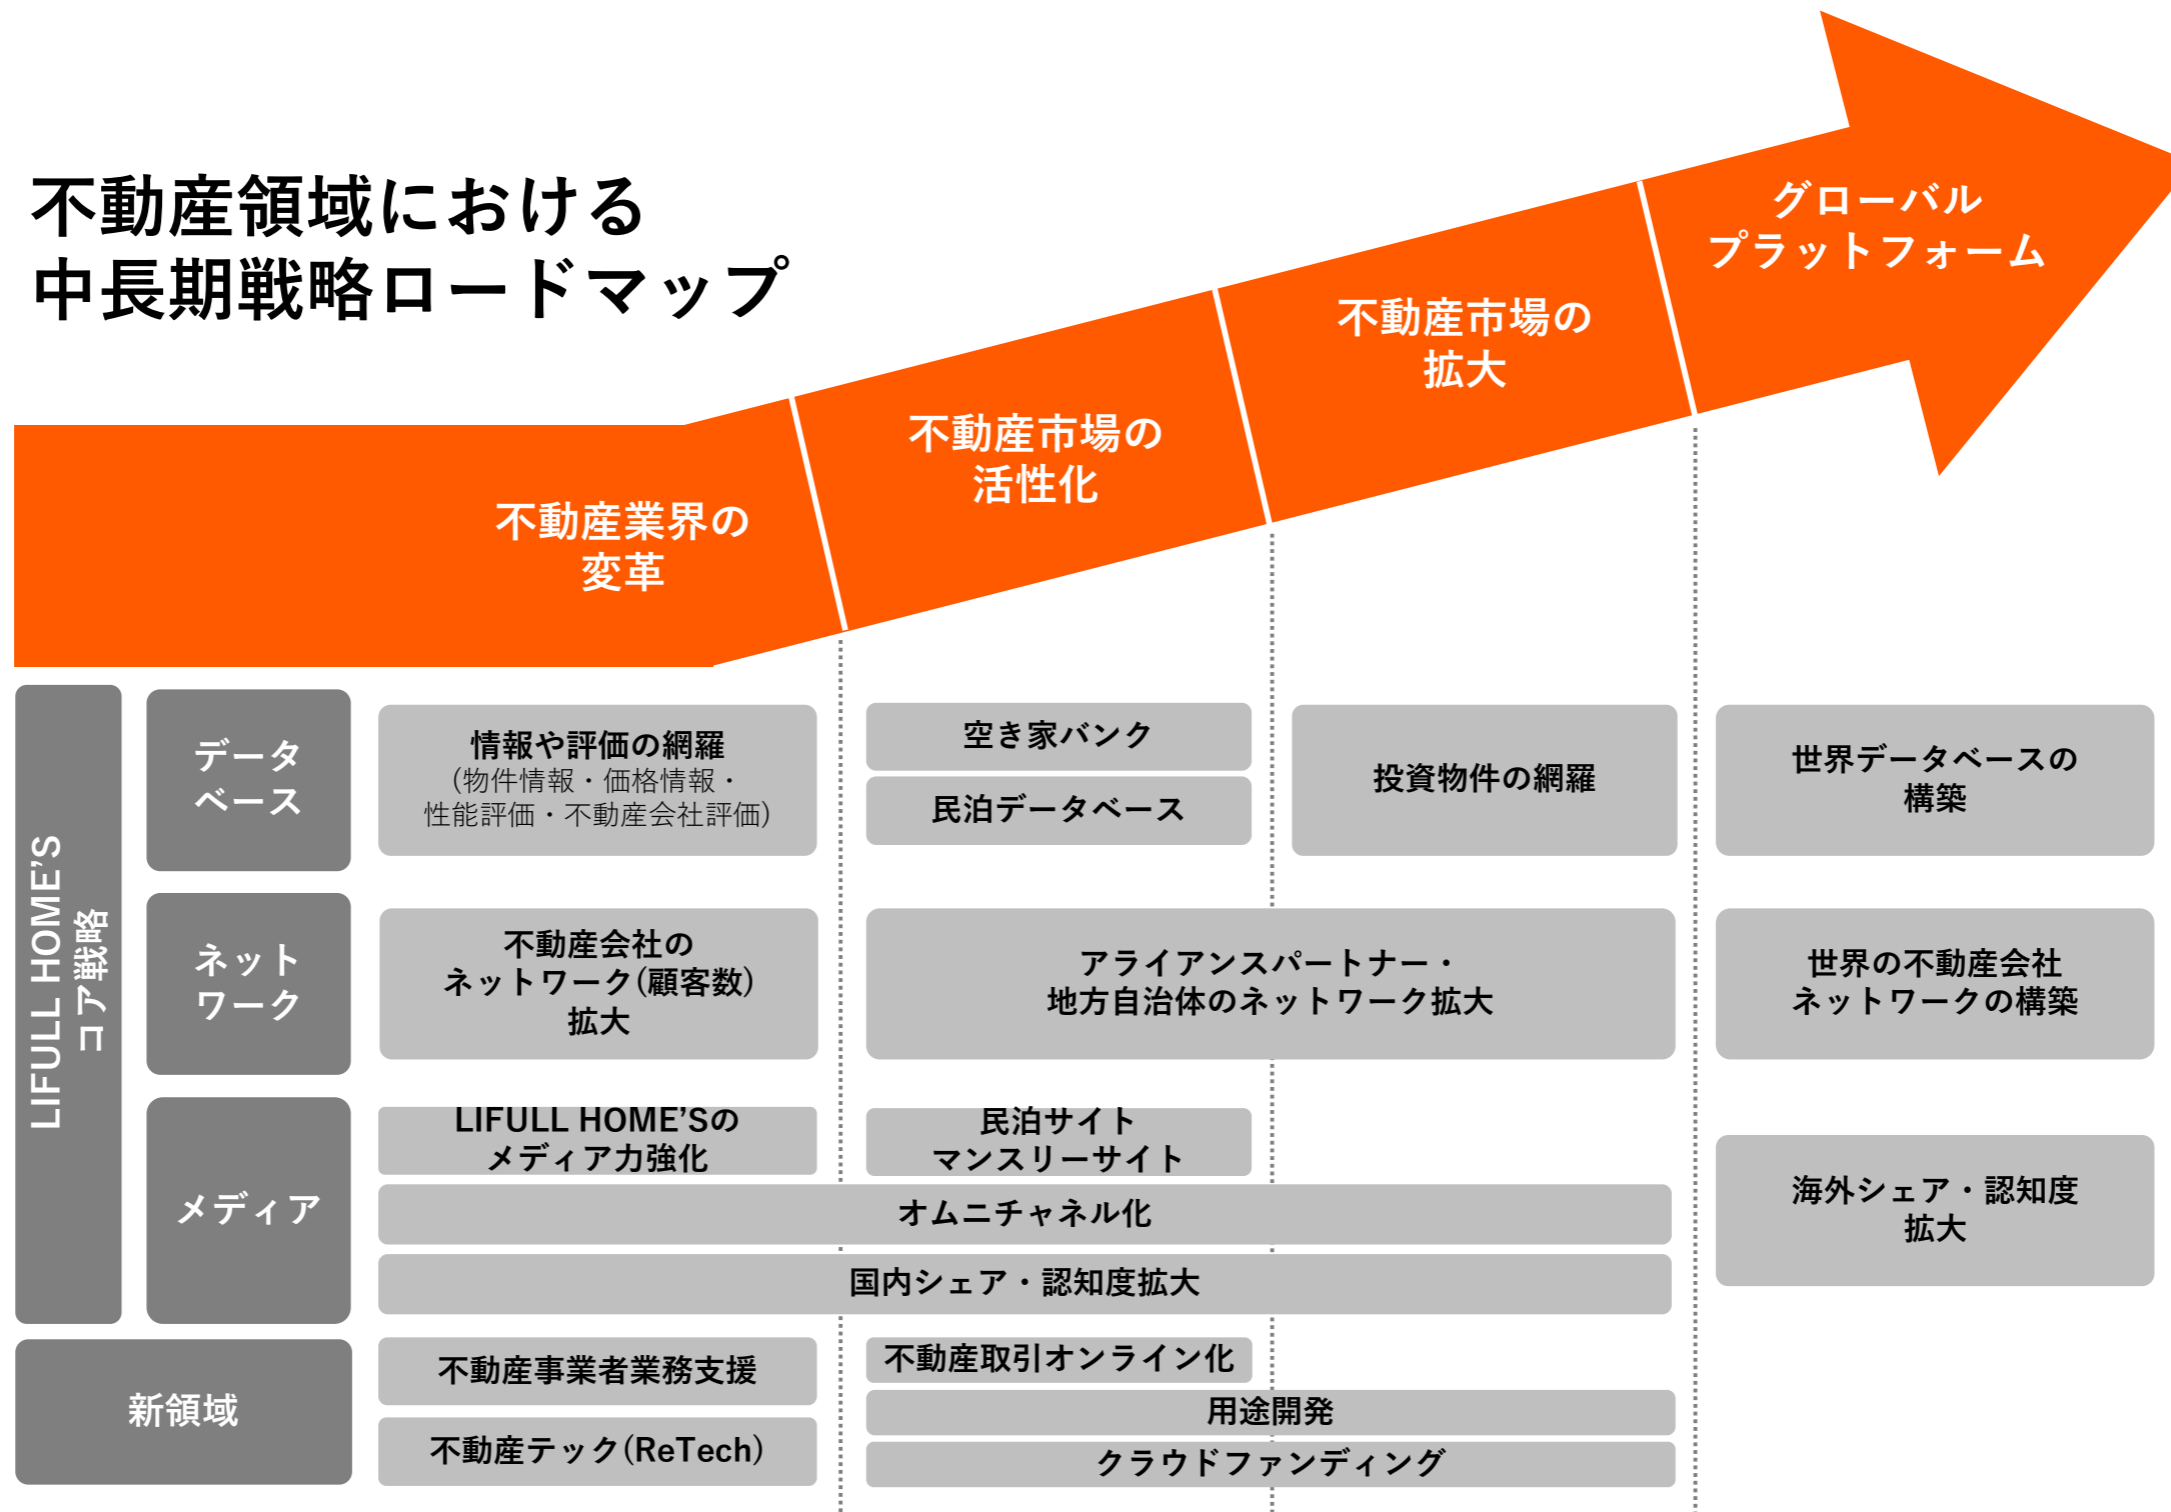 不動産領域における
中長期戦略ロードマップ
不動産業界の
変革
不動産市場の
活性化
不動産市場の
拡大
グローバル
プラットフォーム
LIFULL HOME’S
コア戦略
データ
ベース
情報や評価の網羅
(物件情報・価格情報・
性能評価・不動産会社評価)
空き家バンク
民泊データベース
投資物件の網羅
世界データベースの
構築
ネット
ワーク
不動産会社の
ネットワーク(顧客数)
拡大
アライアンスパートナー・
地方自治体のネットワーク拡大
世界の不動産会社
ネットワークの構築
メディア
LIFULL HOME’Sの
メディア力強化
民泊サイト
マンスリーサイト
オムニチャネル化
国内シェア・認知度拡大
海外シェア・認知度
拡大
新領域
不動産事業者業務支援
不動産テック(ReTech)
不動産取引オンライン化
用途開発
クラウドファンディング